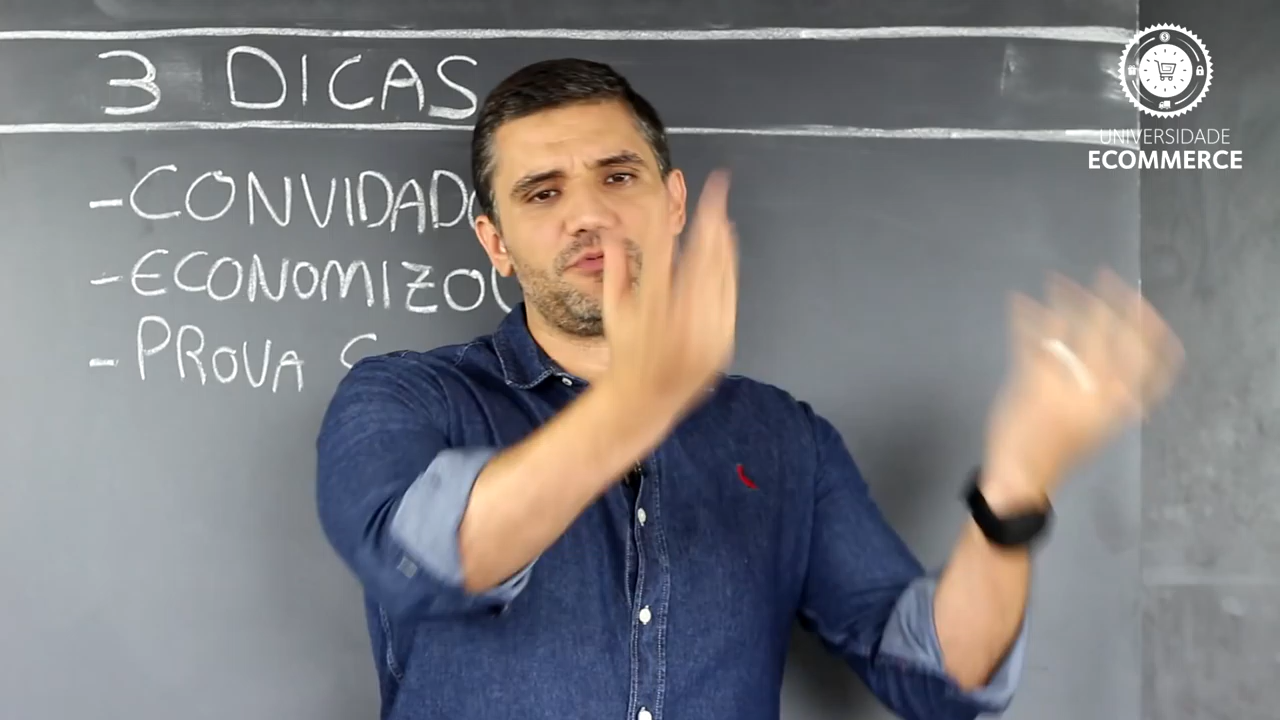 3 DICAS
- CONVIDADO
- ECONOMIZOU
- PROVA S
UNIVERSIDADE
ECOMMERCE